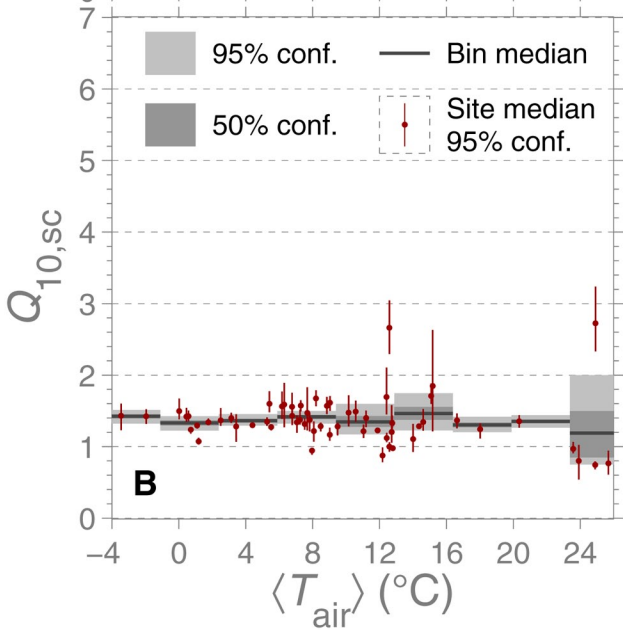 7
95% conf.
Bin median
6
50% conf.
Site median
95% conf.
5
4
Q10,sc
3
2
1
B
0
−4 0 4 8 12 16 20 24
⟨Tair⟩ (°C)